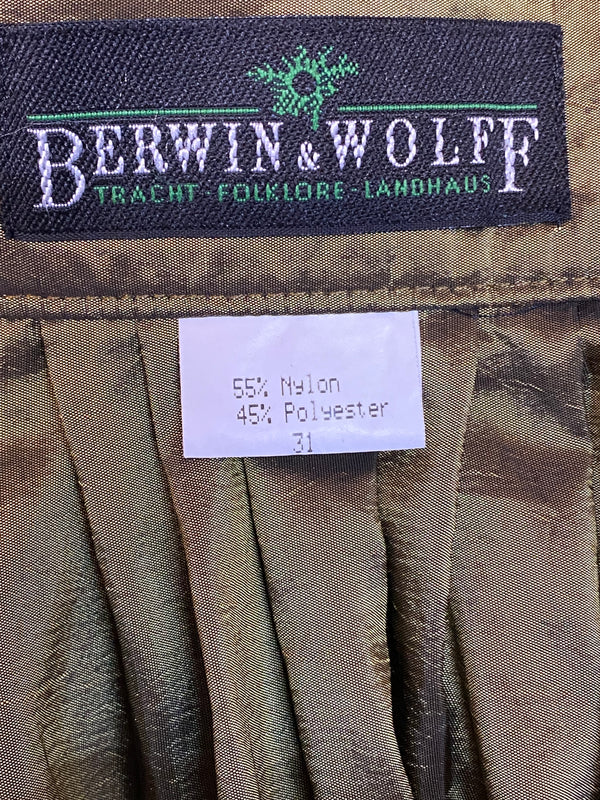 BERWIN & WOLFF
TRACHT - FOLKLORE - LANDHAUS
55% Nylon
45% Polyester
31